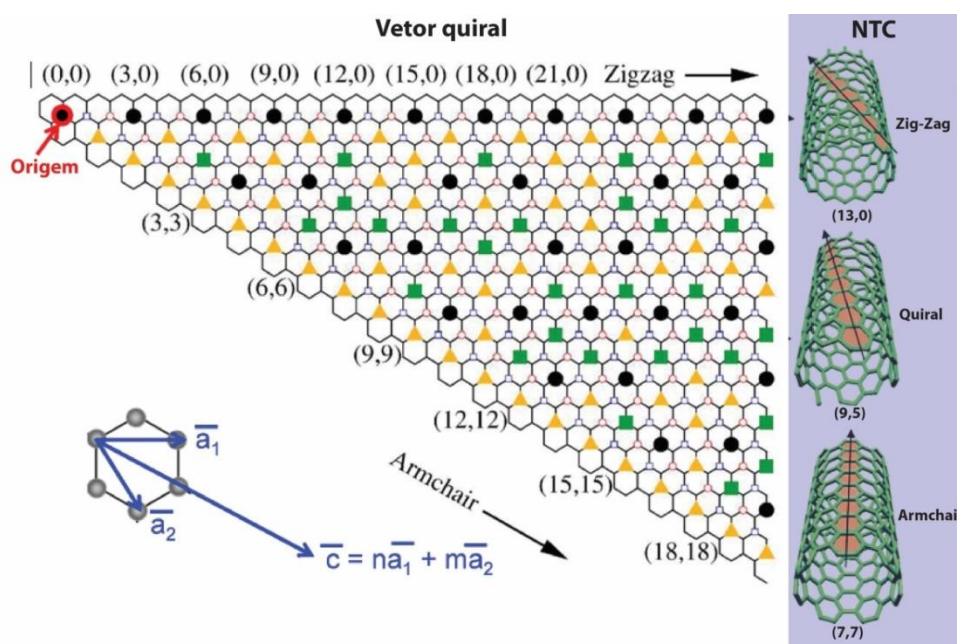 Vetor quiral
NTC
(0,0) (3,0) (6,0) (9,0) (12,0) (15,0) (18,0) (21,0) Zigzag
Origem
(3,3)
(6,6)
(9,9)
(12,12)
(15,15)
(18,18)
Armchair
a1
a2
c = na1 + ma2
Zig-Zag
(13,0)
Quiral
(9,5)
Armchai
(7,7)